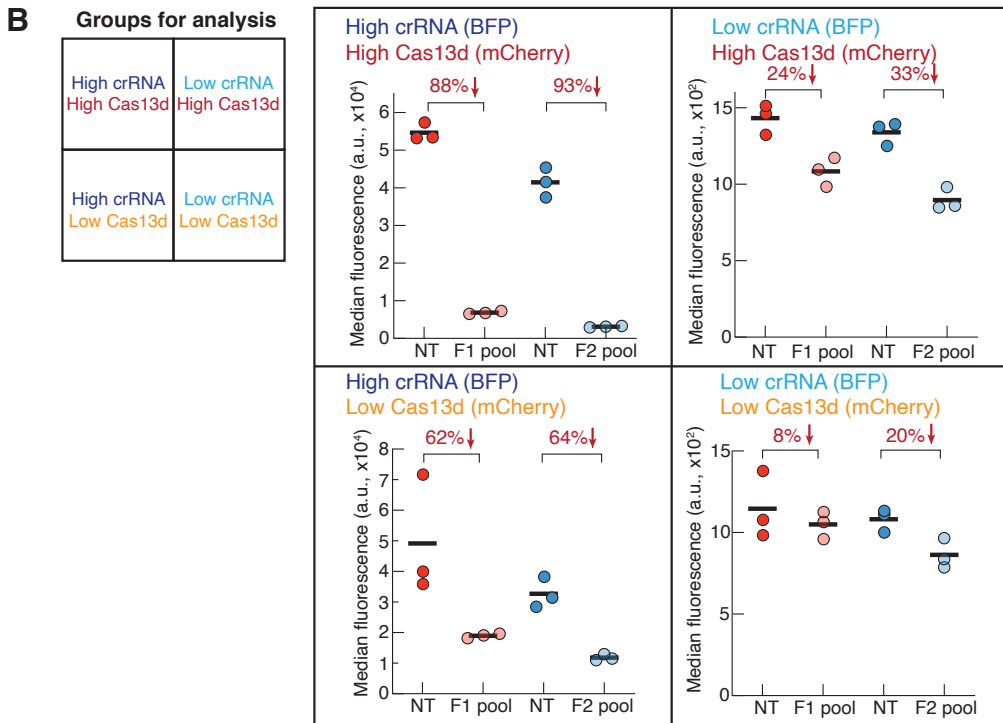 B
Groups for analysis
High crRNA
High Cas13d
Low crRNA
High Cas13d
High crRNA
Low Cas13d
Low crRNA
Low Cas13d
High crRNA (BFP)
High Cas13d (mCherry)
88%↓
93%↓
Median fluorescence (a.u., x10⁴)
6
5
4
3
2
1
0
NT
F1 pool
NT
F2 pool
Low crRNA (BFP)
High Cas13d (mCherry)
24%↓
33%↓
Median fluorescence (a.u., x10²)
15
10
5
0
NT
F1 pool
NT
F2 pool
High crRNA (BFP)
Low Cas13d (mCherry)
62%↓
64%↓
Median fluorescence (a.u., x10⁴)
8
7
6
5
4
3
2
1
0
NT
F1 pool
NT
F2 pool
Low crRNA (BFP)
Low Cas13d (mCherry)
8%↓
20%↓
Median fluorescence (a.u., x10²)
15
10
5
0
NT
F1 pool
NT
F2 pool